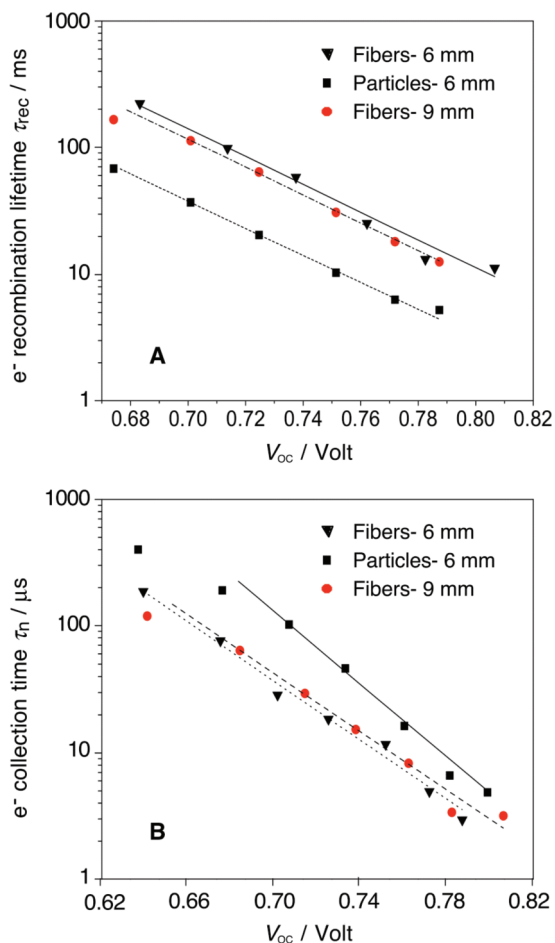 1000
100
10
1
e⁻ recombination lifetime τrec / ms
Fibers- 6 mm
Particles- 6 mm
Fibers- 9 mm
A
0.68 0.70 0.72 0.74 0.76 0.78 0.80
Voc / Volt
1000
100
10
1
e⁻ collection time τn / μs
Fibers- 6 mm
Particles- 6 mm
Fibers- 9 mm
B
0.62 0.66 0.70 0.74 0.78 0.82
Voc / Volt